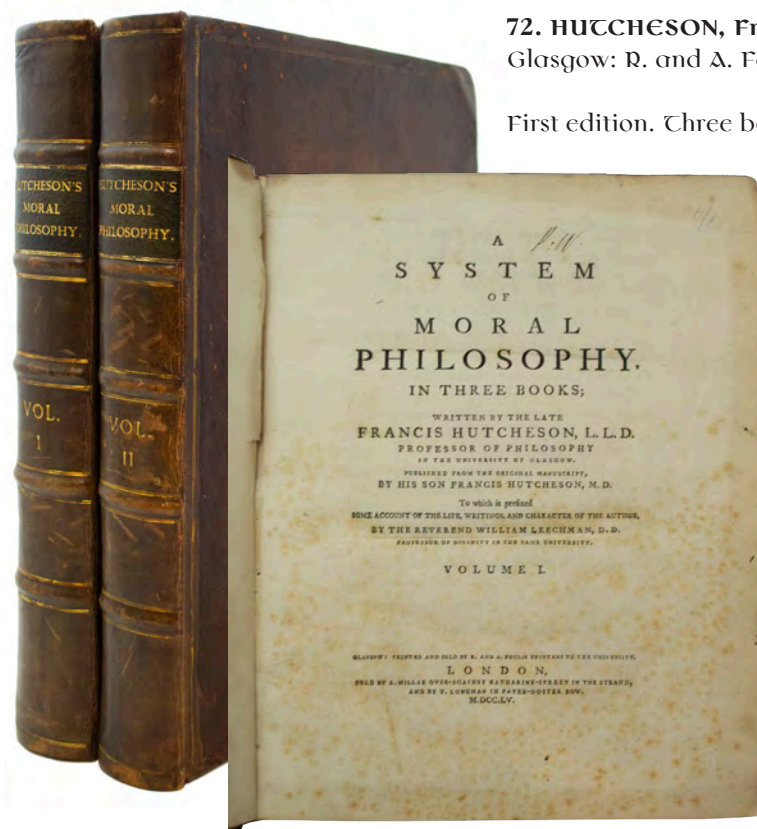 72. HUTCHESON, Fr
Glasgow: R. and A. Fo
First edition. Three bo
UTCHESON'S
MORAL
PHILOSOPHY.
VOL.
I
HUTCHESON'S
MORAL
PHILOSOPHY.
VOL.
II
P.W.
A
SYSTEM
OF
MORAL
PHILOSOPHY,
IN THREE BOOKS;
WRITTEN BY THE LATE
FRANCIS HUTCHESON, L.L.D.
PROFESSOR OF PHILOSOPHY
IN THE UNIVERSITY OF GLASGOW.
PUBLISHED FROM THE ORIGINAL MANUSCRIPT,
BY HIS SON FRANCIS HUTCHESON, M.D.
To which is prefixed
SOME ACCOUNT OF THE LIFE, WRITINGS, AND CHARACTER OF THE AUTHOR,
BY THE REVEREND WILLIAM LEECHMAN, D.D.
PROFESSOR OF DIVINITY IN THE SAME UNIVERSITY.
VOLUME I.
GLASGOW: PRINTED AND SOLD BY R. AND A. FOULIS PRINTERS TO THE UNIVERSITY.
LONDON,
SOLD BY A. MILLAR OVER-AGAINST KATHARINE-STREET IN THE STRAND,
AND BY T. LONGMAN IN PATER-NOSTER ROW.
M.DCC.LV.